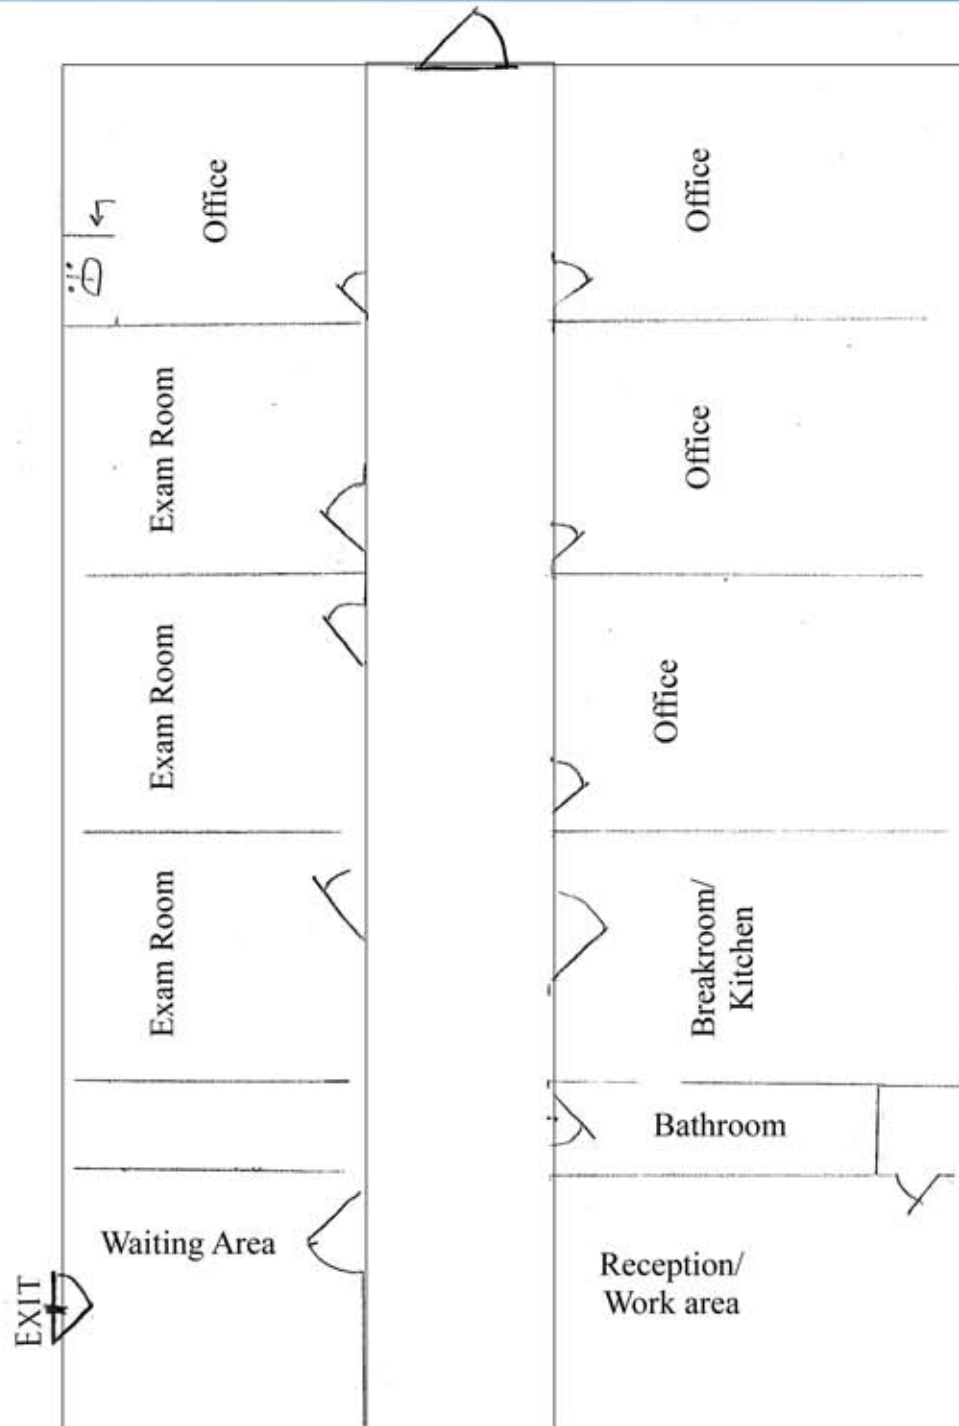 Office
Office
Exam Room
Office
Exam Room
Office
Exam Room
Breakroom/
Kitchen
Bathroom
Waiting Area
Reception/
Work area
EXIT